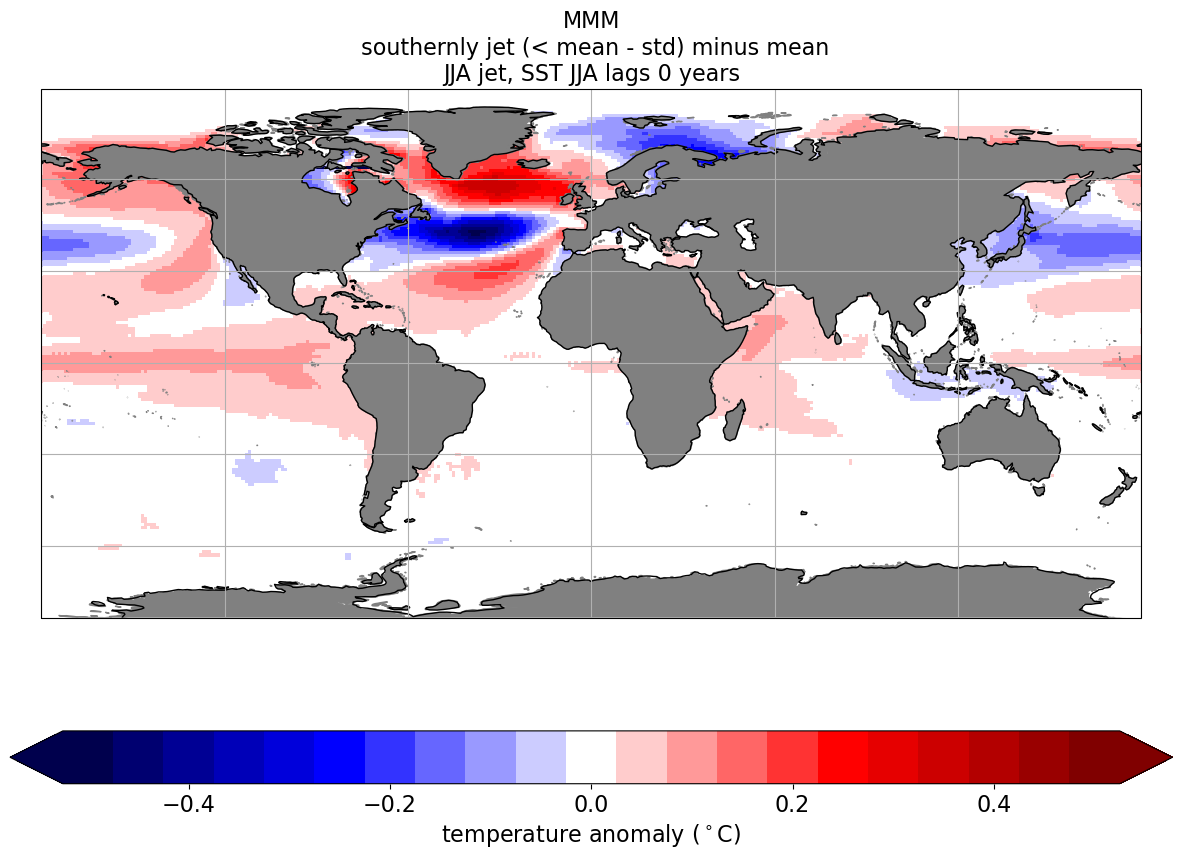 MMM
southernly jet (< mean - std) minus mean
JJA jet, SST JJA lags 0 years
−0.4 −0.2 0.0 0.2 0.4
temperature anomaly (°C)